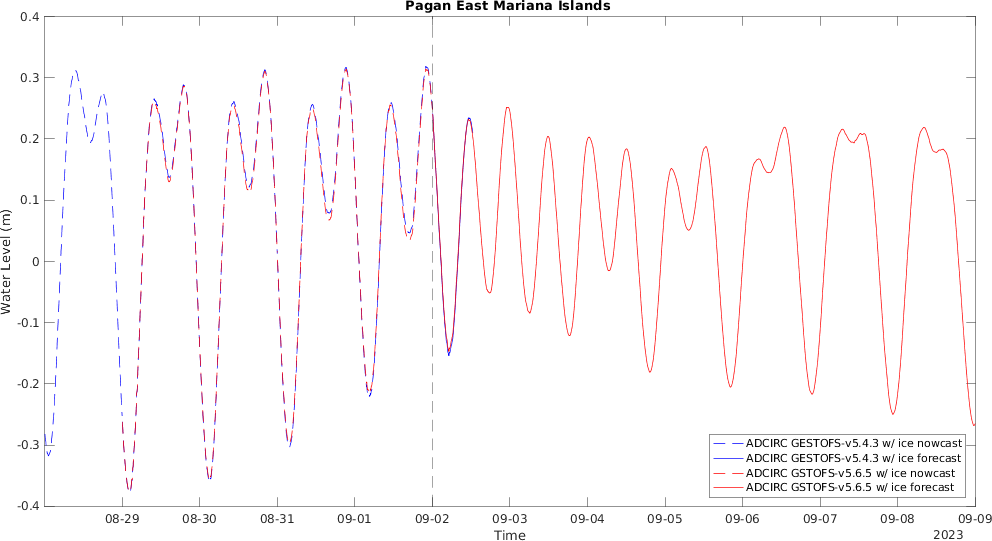 Pagan East Mariana Islands
0.4
0.3
0.2
0.1
0
-0.1
-0.2
-0.3
-0.4
Water Level (m)
ADCIRC GESTOFS-v5.4.3 w/ ice nowcast
ADCIRC GESTOFS-v5.4.3 w/ ice forecast
ADCIRC GSTOFS-v5.6.5 w/ ice nowcast
ADCIRC GSTOFS-v5.6.5 w/ ice forecast
08-29 08-30 08-31 09-01 09-02 09-03 09-04 09-05 09-06 09-07 09-08 09-09
Time
2023